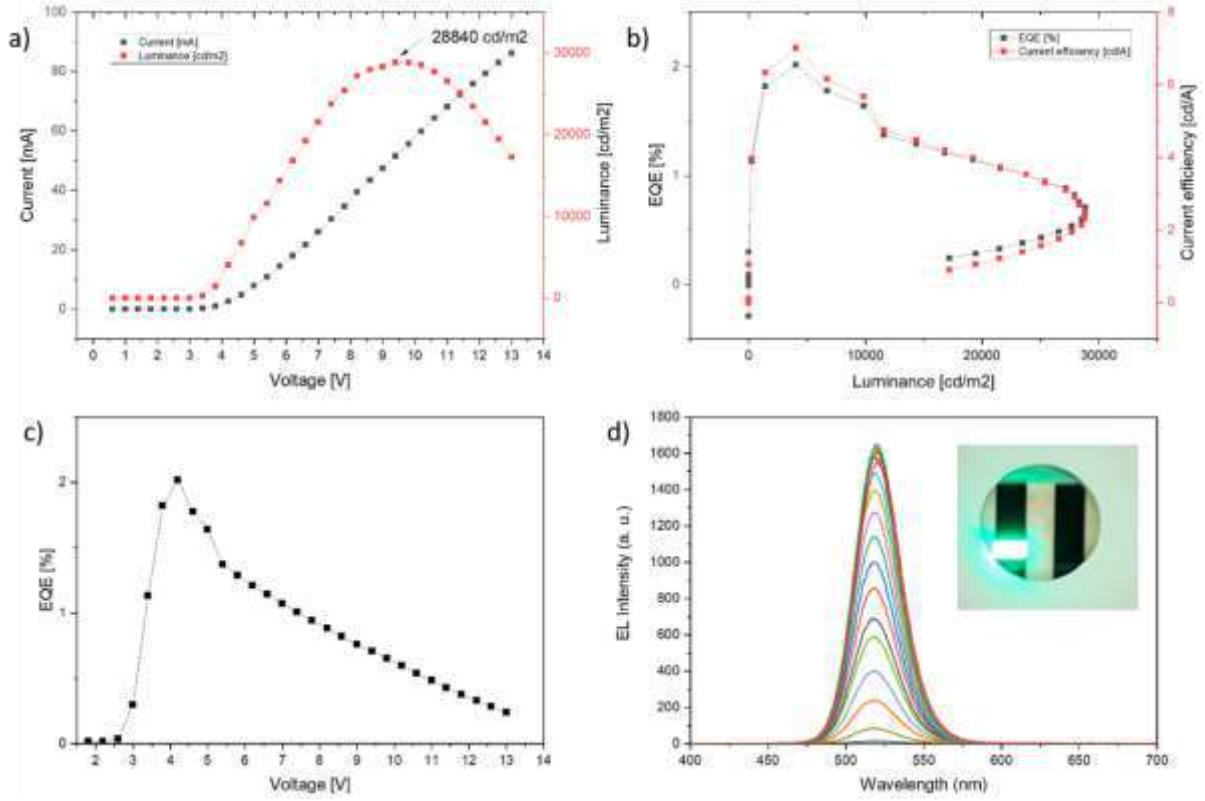 a)
Current [mA]
Luminance [cd/m2]
28840 cd/m2
100
80
60
40
20
0
Current [mA]
30000
20000
10000
0
Luminance [cd/m2]
0 1 2 3 4 5 6 7 8 9 10 11 12 13 14
Voltage [V]
b)
EQE [%]
Current efficiency [cd/A]
2
1
0
EQE [%]
8
6
4
2
0
Current efficiency [cd/A]
0 10000 20000 30000
Luminance [cd/m2]
c)
2
1
0
EQE [%]
2 3 4 5 6 7 8 9 10 11 12 13 14
Voltage [V]
d)
1800
1600
1400
1200
1000
800
600
400
200
0
EL Intensity (a. u.)
400 450 500 550 600 650 700
Wavelength (nm)